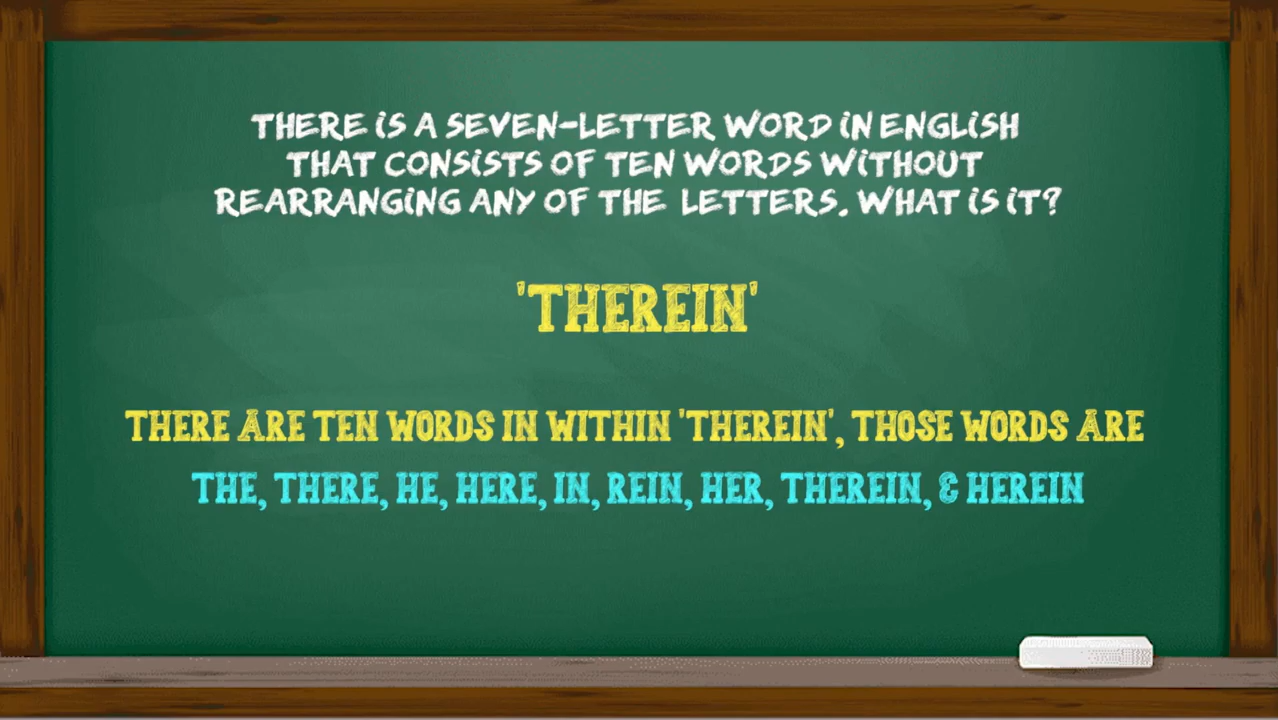 THERE IS A SEVEN-LETTER WORD IN ENGLISH
THAT CONSISTS OF TEN WORDS WITHOUT
REARRANGING ANY OF THE LETTERS. WHAT IS IT?
'THEREIN'
THERE ARE TEN WORDS IN WITHIN 'THEREIN', THOSE WORDS ARE
THE, THERE, HE, HERE, IN, REIN, HER, THEREIN, & HEREIN